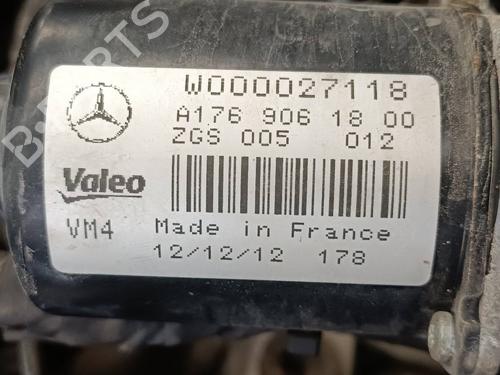 W000027118
A176 906 18 00
ZGS 005 012
Valeo
VM4 Made in France
12/12/12 178